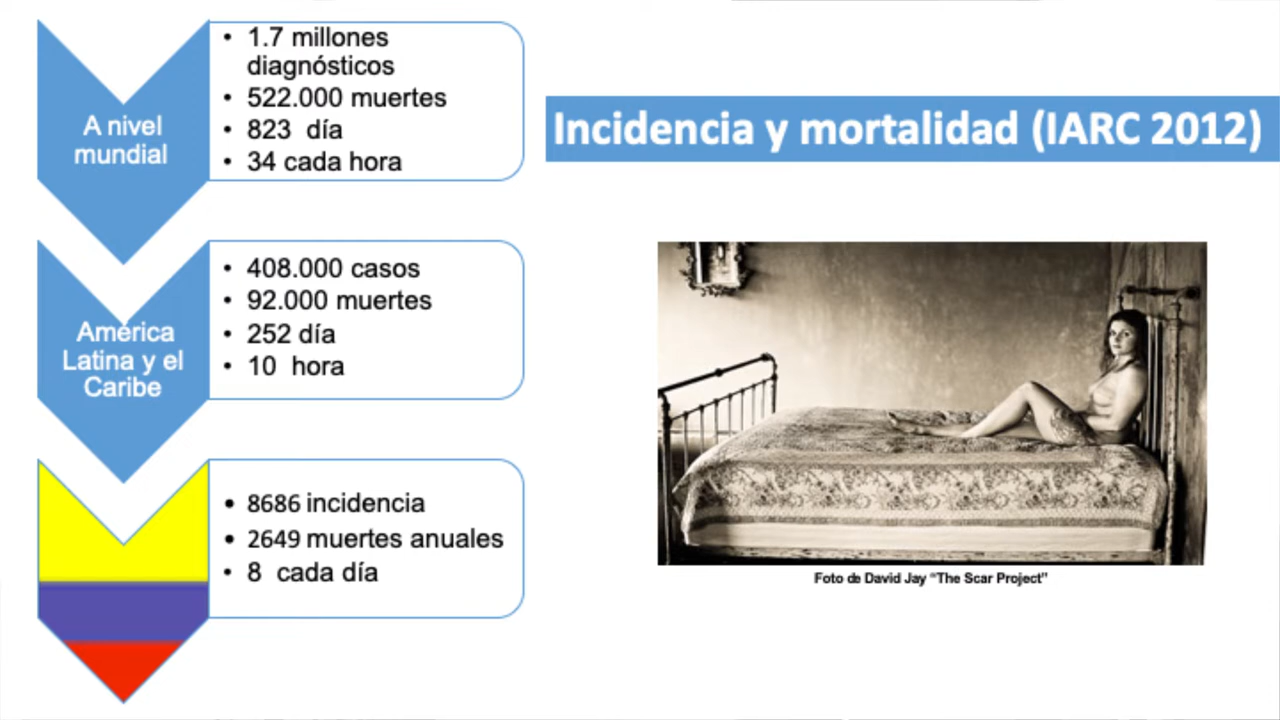 A nivel
mundial
• 1.7 millones
diagnósticos
• 522.000 muertes
• 823 día
• 34 cada hora
Incidencia y mortalidad (IARC 2012)
América
Latina y el
Caribe
• 408.000 casos
• 92.000 muertes
• 252 día
• 10 hora
• 8686 incidencia
• 2649 muertes anuales
• 8 cada día
Foto de David Jay “The Scar Project”